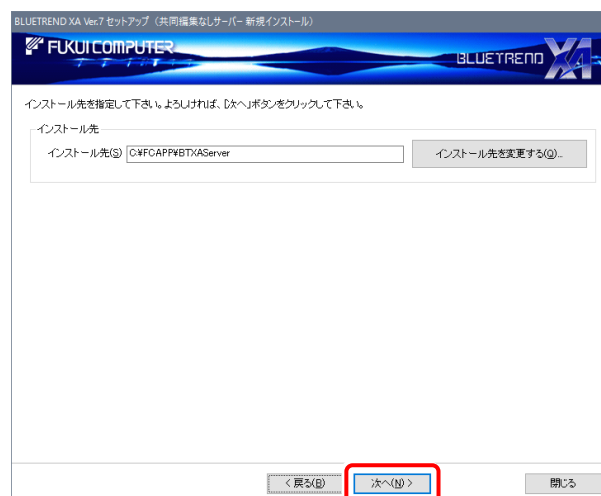 BLUETREND XA Ver.7 セットアップ（共同編集なしサーバー 新規インストール）
FUKUI COMPUTER
BLUETREND XA
インストール先を指定して下さい。よろしければ、[次へ]ボタンをクリックして下さい。
インストール先
インストール先(S) C:¥FCAPP¥BTXAServer インストール先を変更する(Q)...
< 戻る(B) 次へ(N) > 閉じる